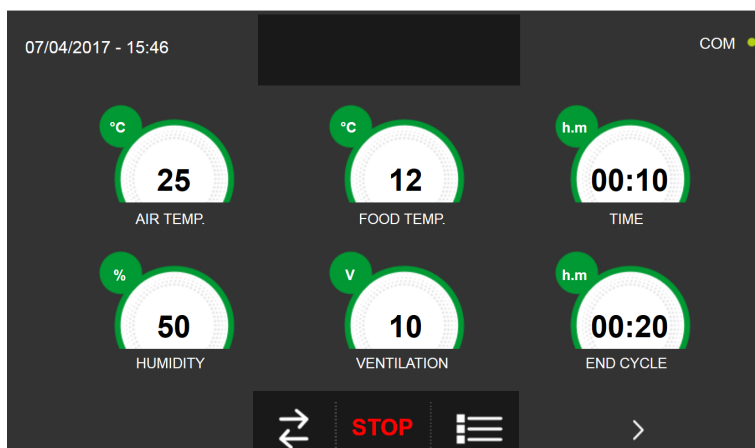 07/04/2017 - 15:46
COM
°C
25
AIR TEMP.
°C
12
FOOD TEMP.
h.m
00:10
TIME
%
50
HUMIDITY
V
10
VENTILATION
h.m
00:20
END CYCLE
STOP